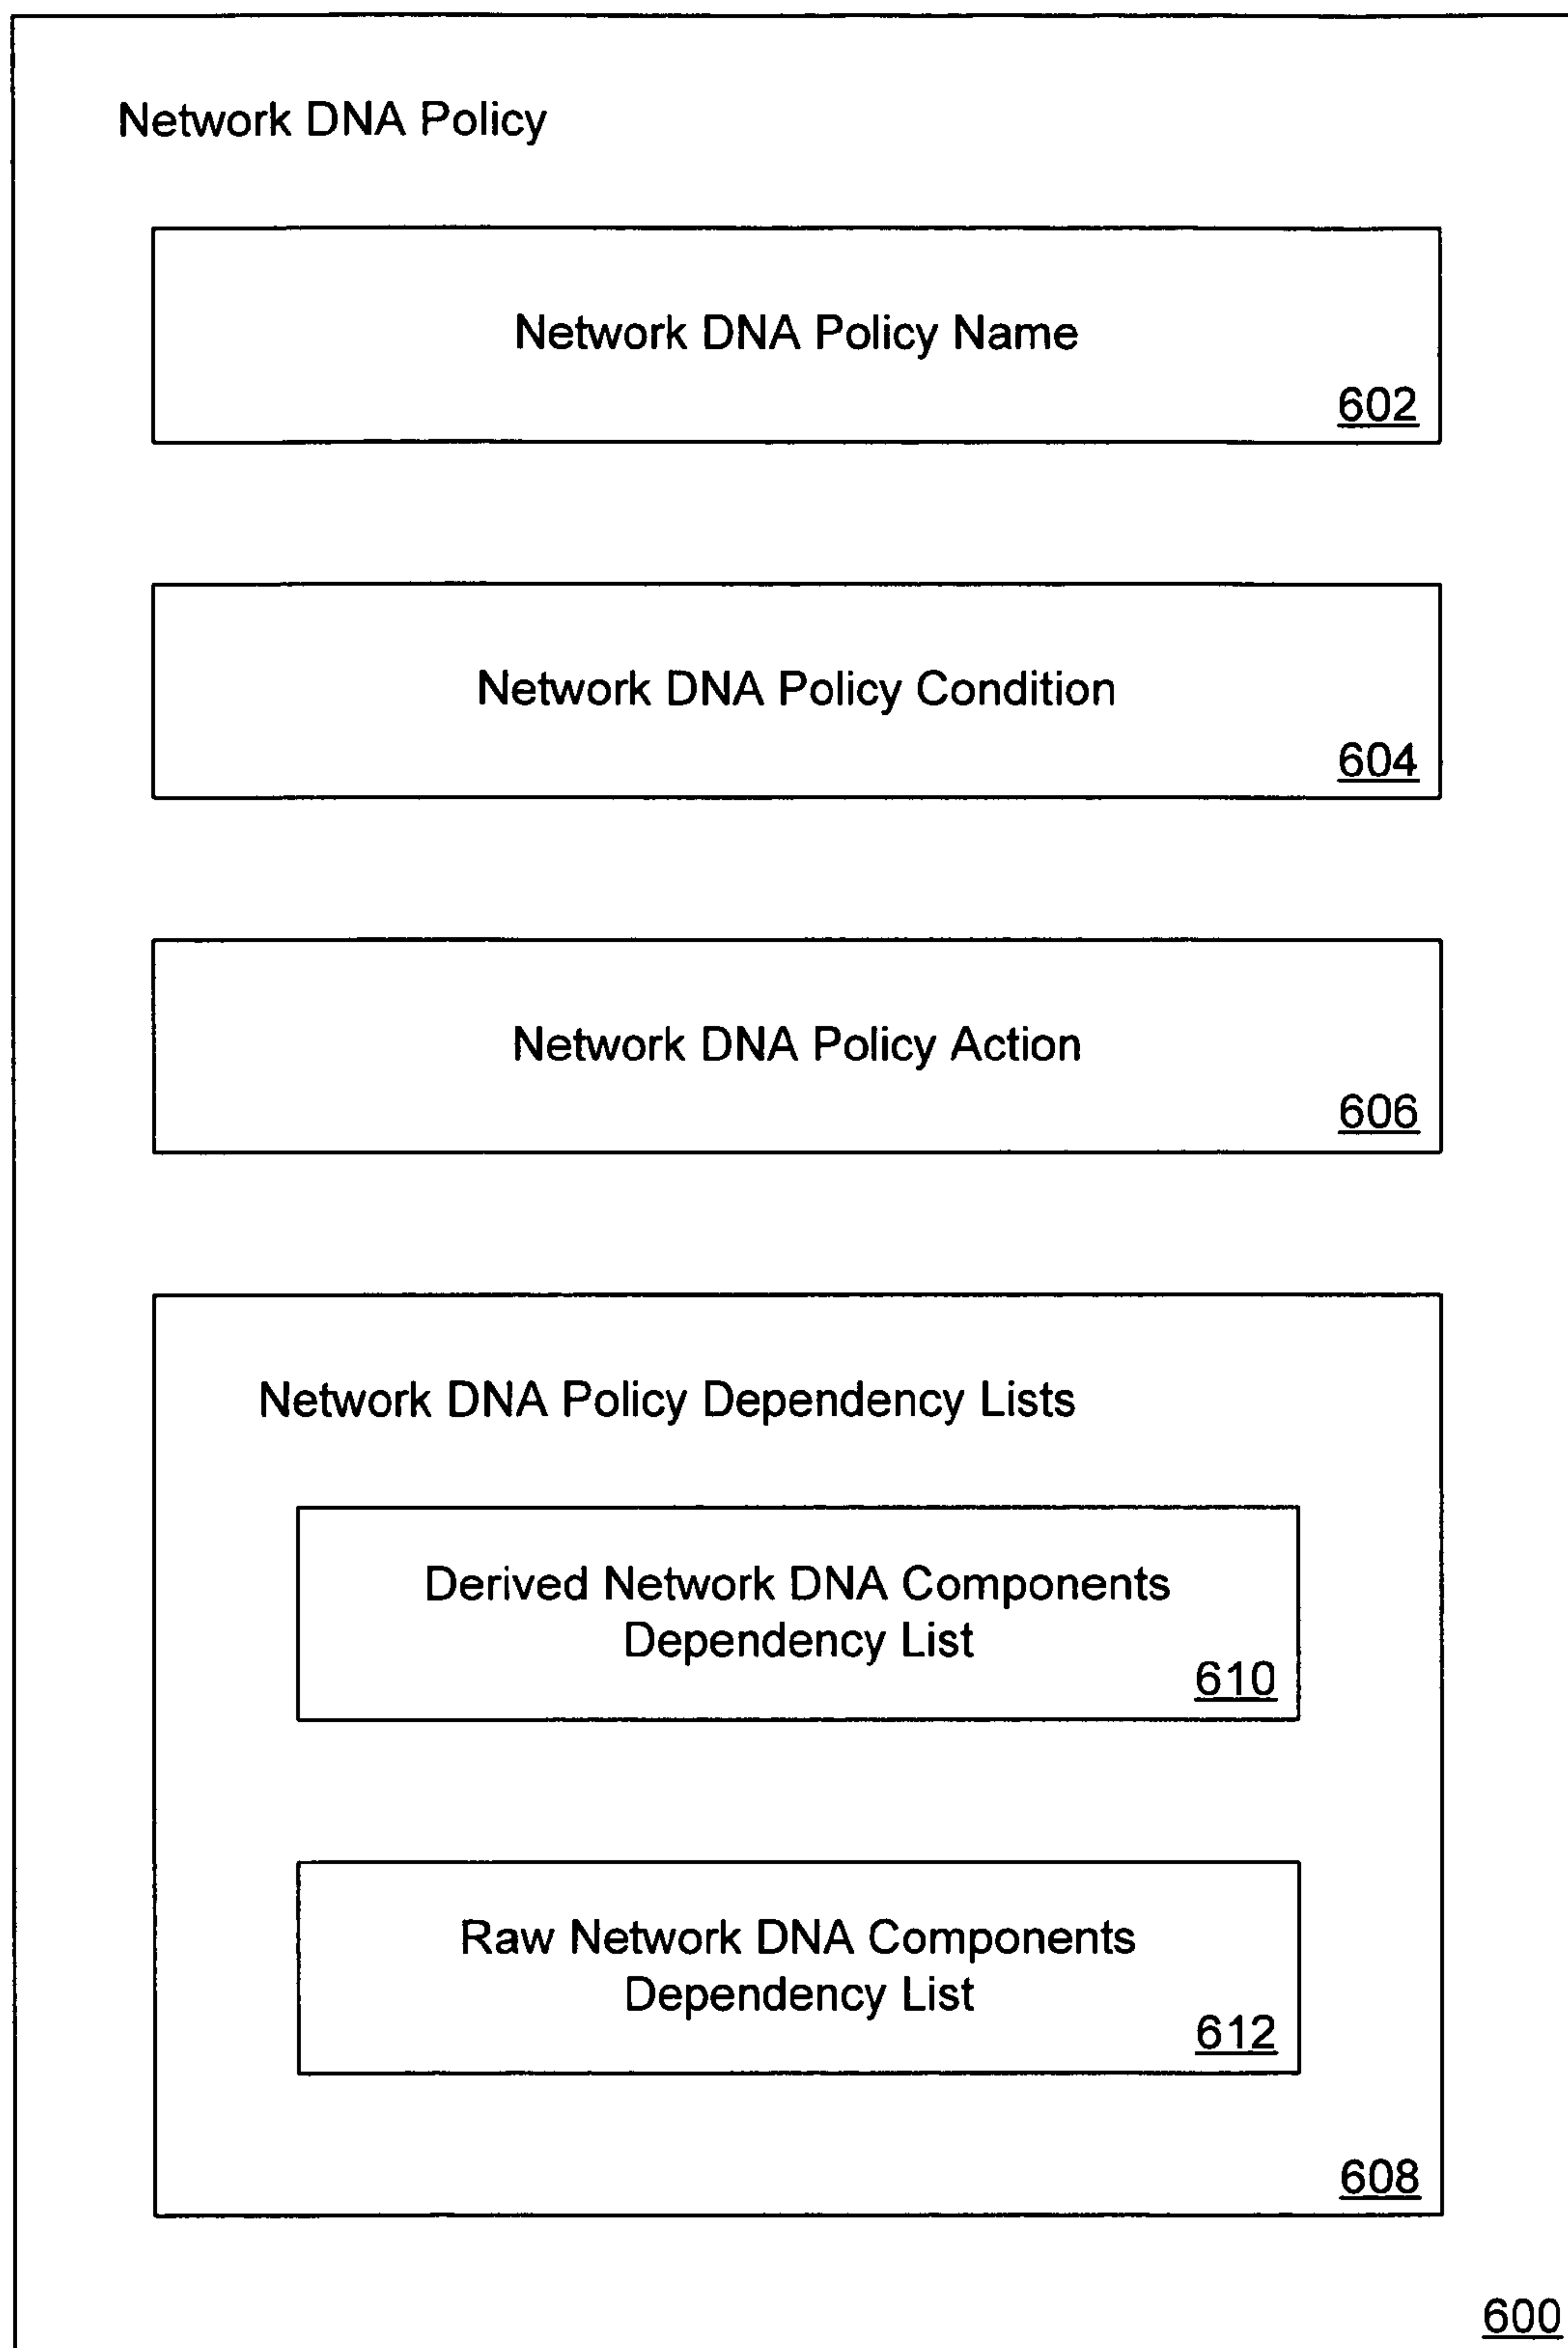 Network DNA Policy
Network DNA Policy Name
602
Network DNA Policy Condition
604
Network DNA Policy Action
606
Network DNA Policy Dependency Lists
Derived Network DNA Components
Dependency List
610
Raw Network DNA Components
Dependency List
612
608
600